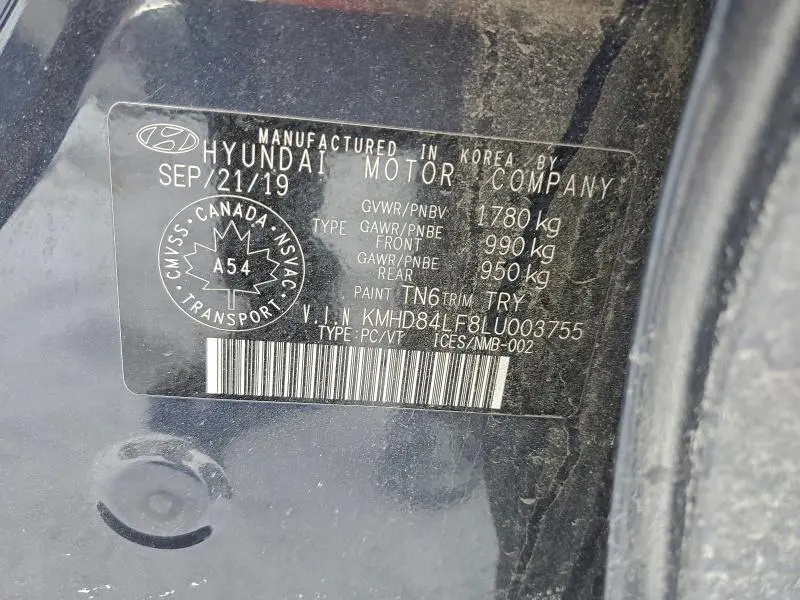 MANUFACTURED IN KOREA BY
HYUNDAI MOTOR COMPANY
SEP/21/19
GVWR/PNBV 1780 kg
TYPE GAWR/PNBE FRONT 990 kg
GAWR/PNBE REAR 950 kg
PAINT TN6 TRIM TRY
CMVSS · CANADA · NSVAC
A54
TRANSPORT
V.I.N KMHD84LF8LU003755
TYPE:PC/VT ICES/NMB-002